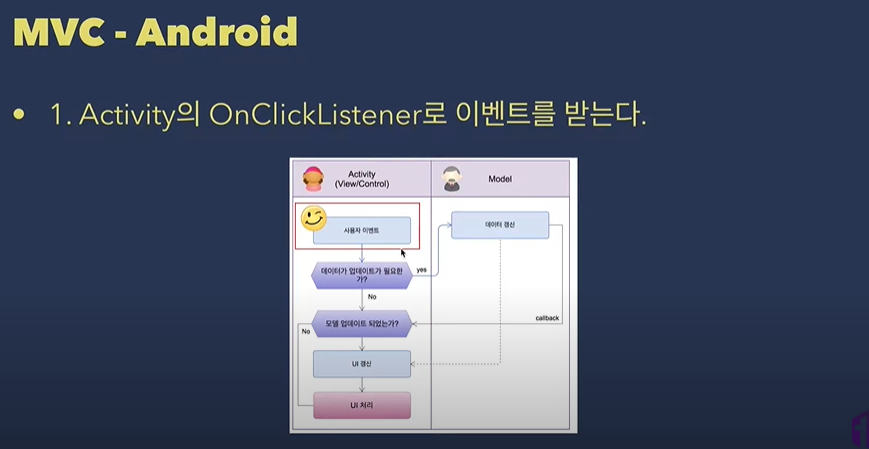 MVC - Android
• 1. Activity의 OnClickListener로 이벤트를 받는다.
Activity
(View/Control)
Model
사용자 이벤트
데이터 갱신
데이터가 업데이트가 필요한
가?
yes
No
모델 업데이트 되었는가?
callback
No
UI 갱신
UI 처리